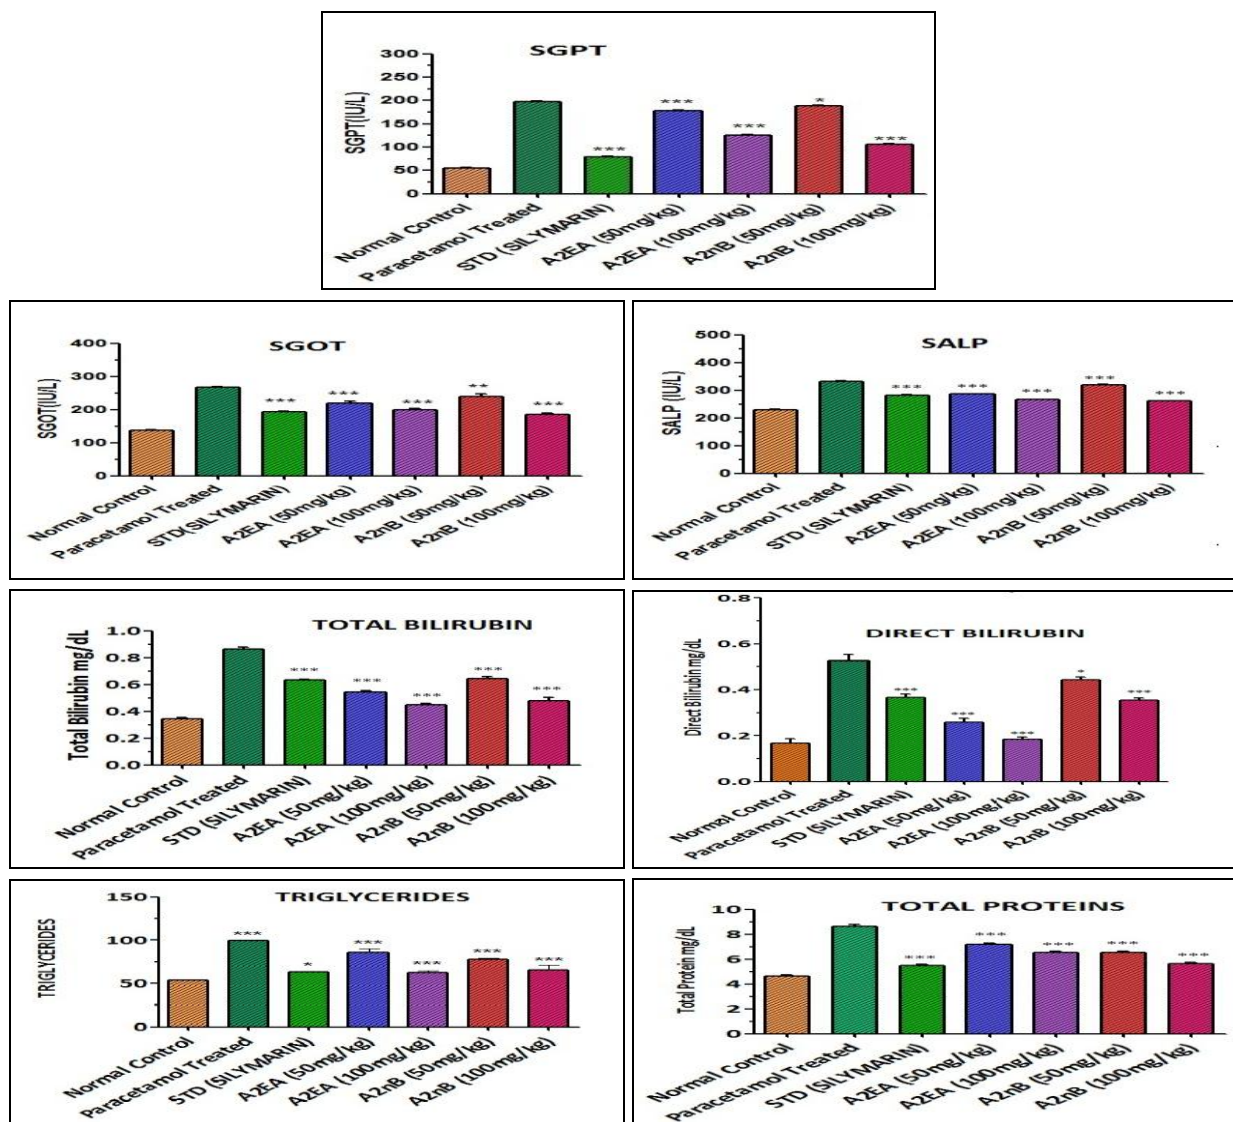 SGPT
SGPT(IU/L)
300
250
200
150
100
50
0
***
***
***
*
***
Normal Control
Paracetamol Treated
STD (SILYMARIN)
A2EA (50mg/kg)
A2EA (100mg/kg)
A2nB (50mg/kg)
A2nB (100mg/kg)
SGOT
SGOT(IU/L)
400
300
200
100
0
***
***
***
**
***
Normal Control
Paracetamol Treated
STD(SILYMARIN)
A2EA (50mg/kg)
A2EA (100mg/kg)
A2nB (50mg/kg)
A2nB (100mg/kg)
SALP
SALP (IU/L)
500
400
300
200
100
0
***
***
***
***
***
Normal Control
Paracetamol Treated
STD (SILYMARIN)
A2EA (50mg/kg)
A2EA (100mg/kg)
A2nB (50mg/kg)
A2nB (100mg/kg)
TOTAL BILIRUBIN
Total Bilirubin mg/dL
1.0
0.8
0.6
0.4
0.2
0.0
***
***
***
***
***
Normal Control
Paracetamol Treated
STD (SILYMARIN)
A2EA (50mg/kg)
A2EA (100mg/kg)
A2nB (50mg/kg)
A2nB (100mg/kg)
DIRECT BILIRUBIN
Direct Bilirubin mg/dL
0.8
0.6
0.4
0.2
0.0
***
***
***
*
***
Normal Control
Paracetamol Treated
STD (SILYMARIN)
A2EA (50mg/kg)
A2EA (100mg/kg)
A2nB (50mg/kg)
A2nB (100mg/kg)
TRIGLYCERIDES
TRIGLYCERIDES
150
100
50
0
***
*
***
***
***
***
Normal Control
Paracetamol Treated
STD (SILYMARIN)
A2EA (50mg/kg)
A2EA (100mg/kg)
A2nB (50mg/kg)
A2nB (100mg/kg)
TOTAL PROTEINS
Total Protein mg/dL
10
8
6
4
2
0
***
***
***
***
***
Normal Control
Paracetamol Treated
STD (SILYMARIN)
A2EA (50mg/kg)
A2EA (100mg/kg)
A2nB (50mg/kg)
A2nB (100mg/kg)